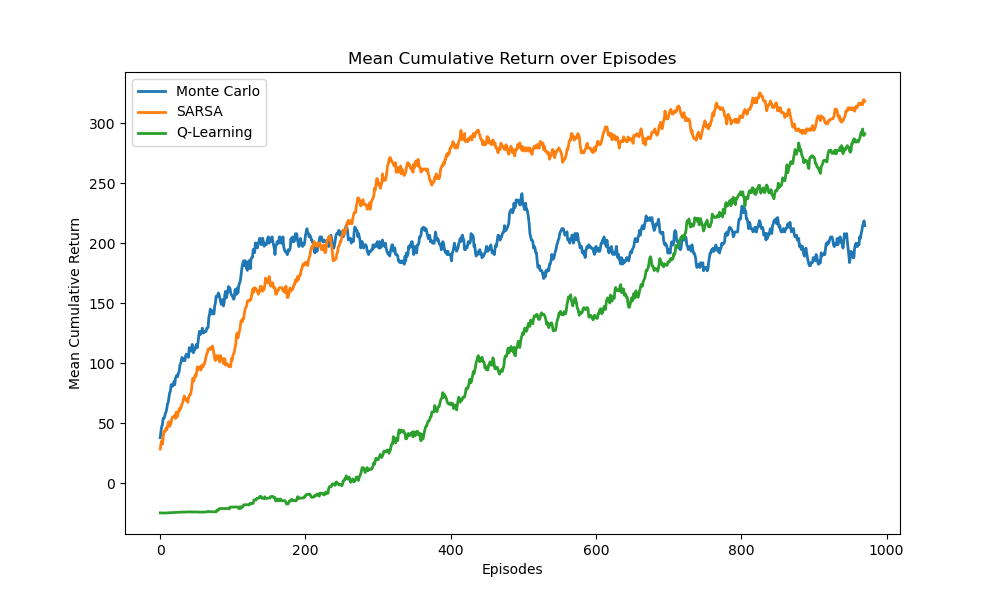 Mean Cumulative Return over Episodes
Monte Carlo
SARSA
Q-Learning
Mean Cumulative Return
300
250
200
150
100
50
0
0 200 400 600 800 1000
Episodes